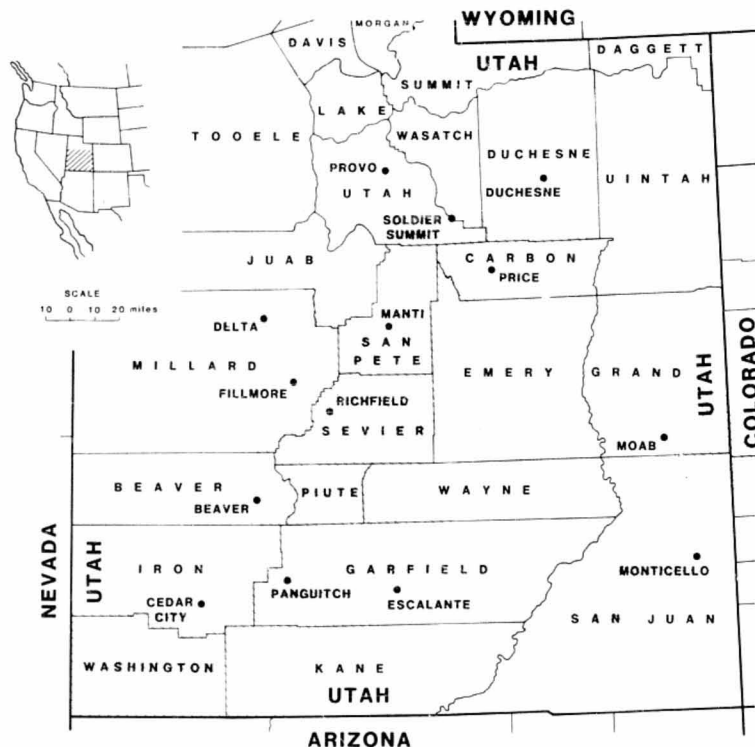 WYOMING
MORGAN
DAVIS
UTAH
DAGGETT
SUMMIT
LAKE
TOOELE
WASATCH
DUCHESNE
PROVO
UTAH
DUCHESNE
UINTAH
SOLDIER
SUMMIT
JUAB
CARBON
PRICE
SCALE
10 0 10 20 miles
DELTA
MANTI
SAN
PETE
MILLARD
EMERY
GRAND
UTAH
COLORADO
FILLMORE
RICHFIELD
SEVIER
MOAB
BEAVER
BEAVER
PIUTE
WAYNE
NEVADA
UTAH
IRON
GARFIELD
MONTICELLO
PANGUITCH
ESCALANTE
CEDAR
CITY
SAN JUAN
WASHINGTON
KANE
UTAH
ARIZONA